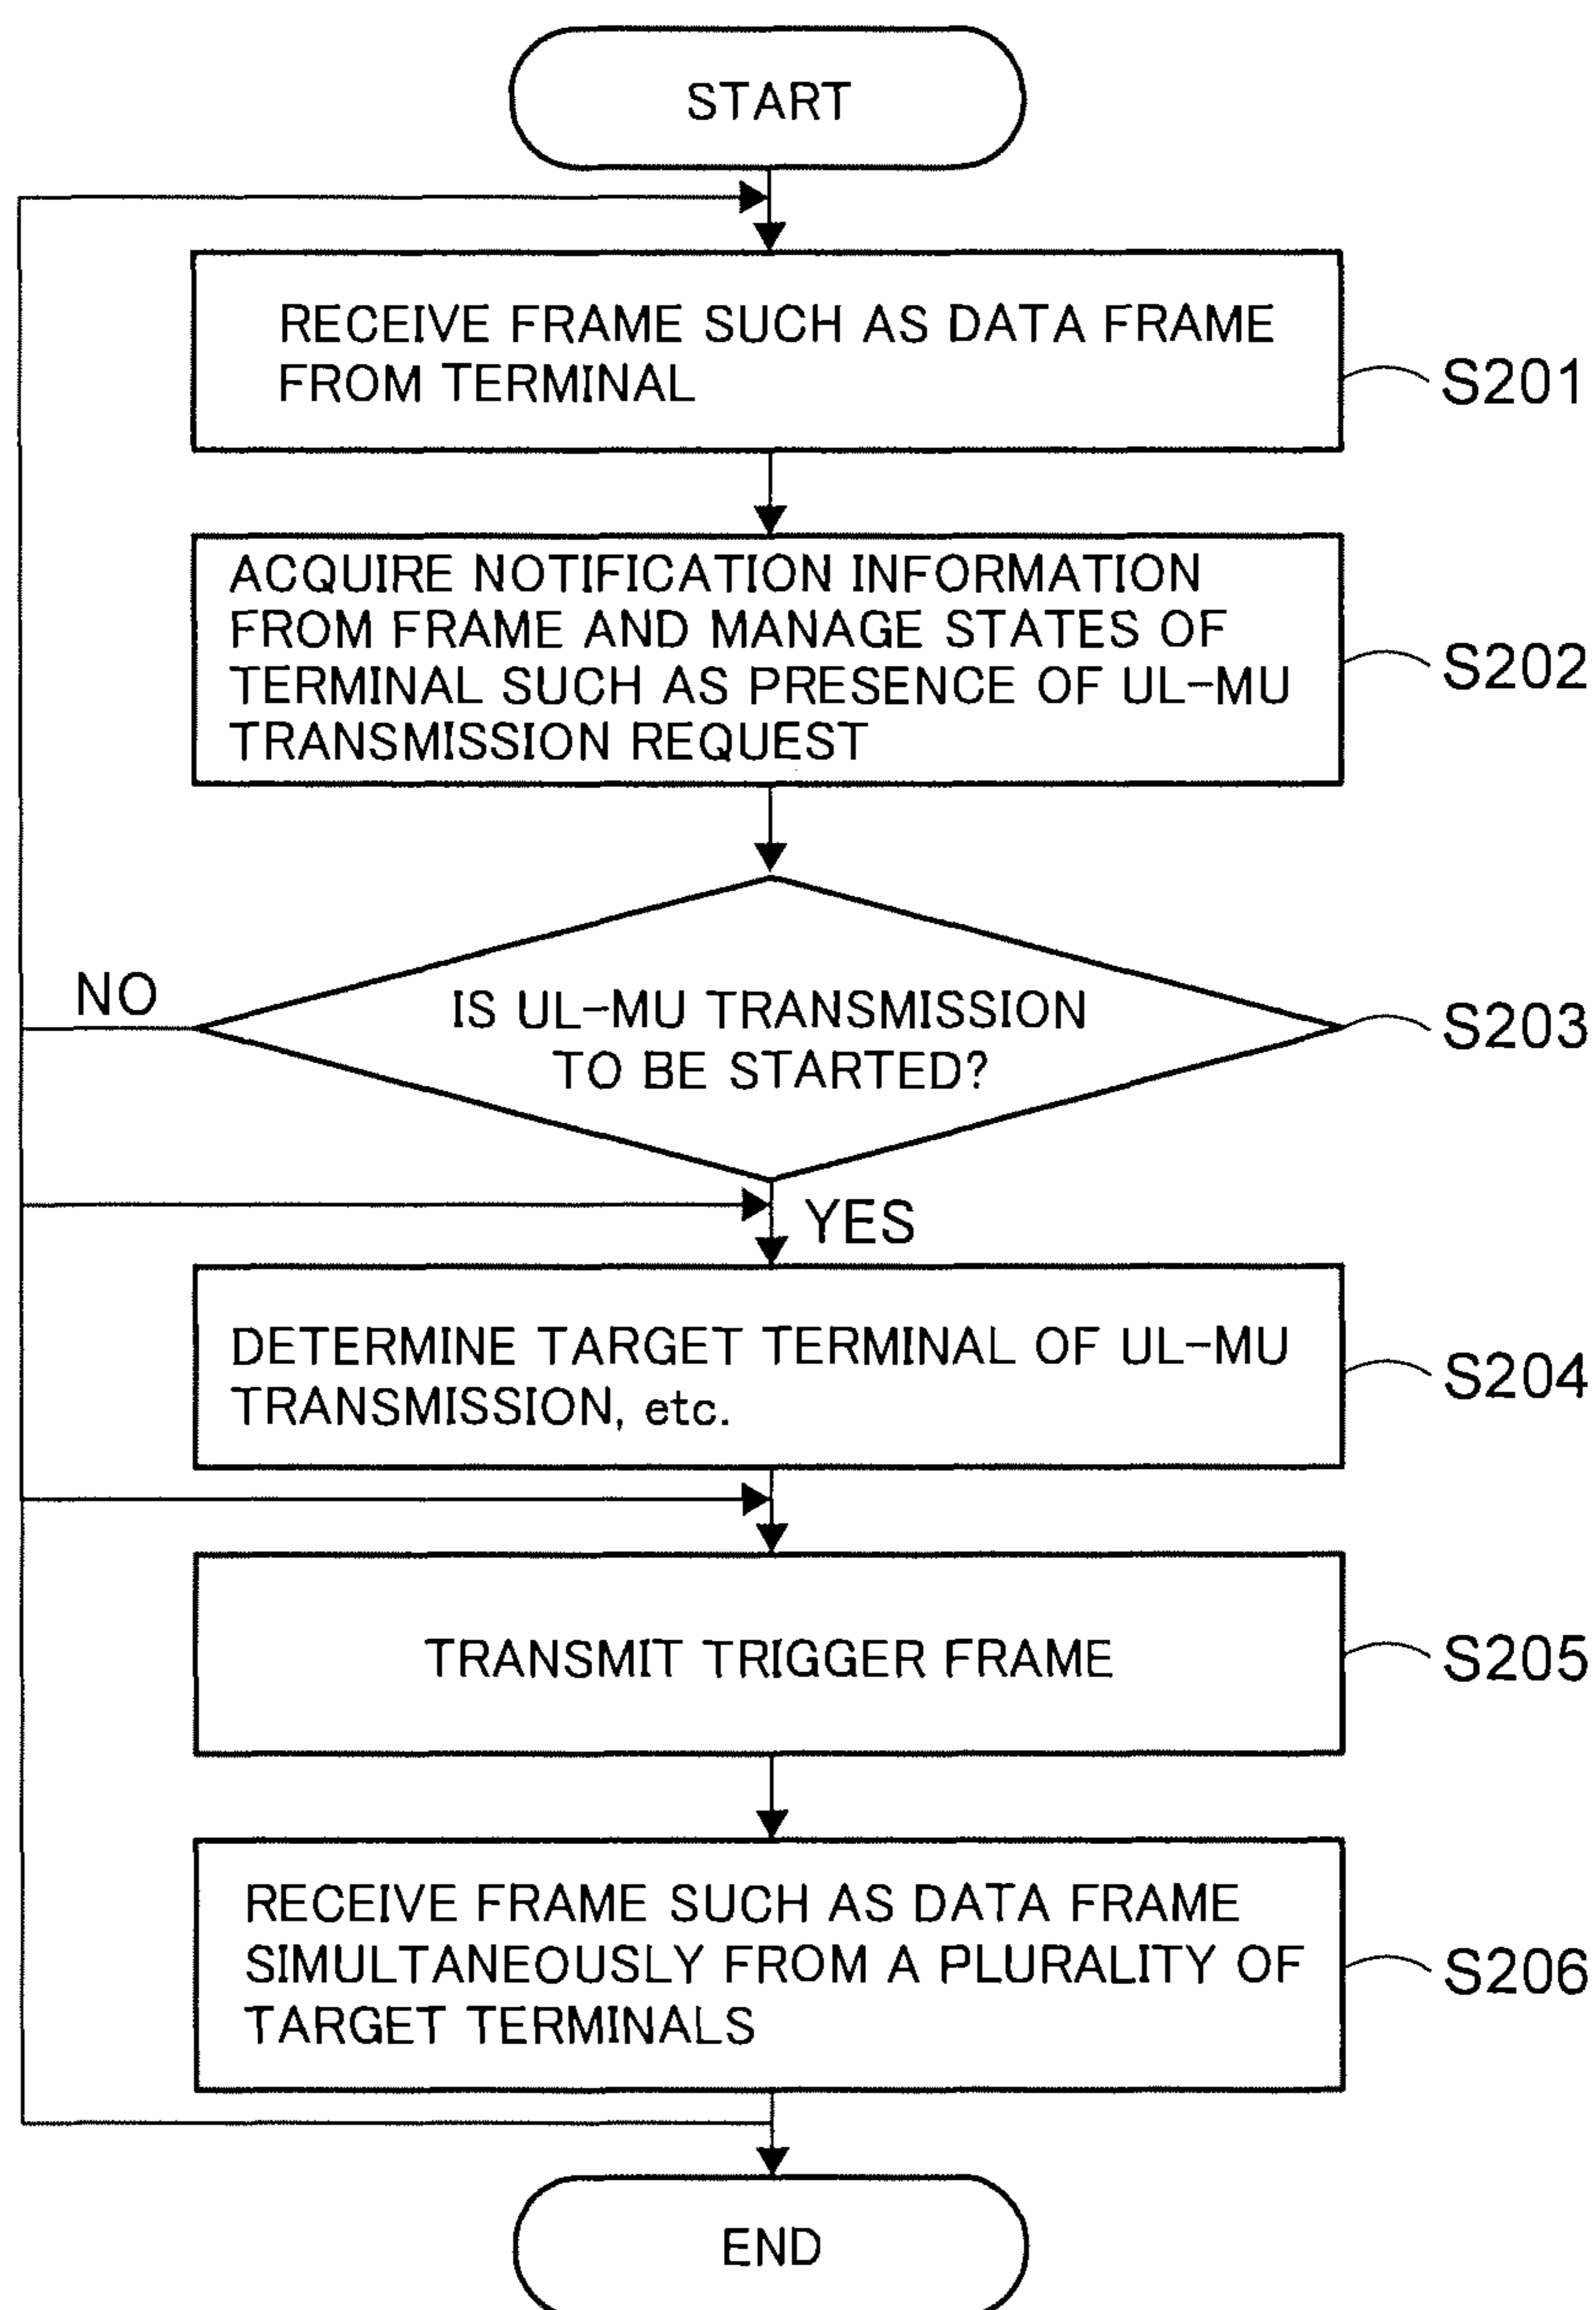 START
RECEIVE FRAME SUCH AS DATA FRAME
FROM TERMINAL
S201
ACQUIRE NOTIFICATION INFORMATION
FROM FRAME AND MANAGE STATES OF
TERMINAL SUCH AS PRESENCE OF UL-MU
TRANSMISSION REQUEST
S202
NO
IS UL-MU TRANSMISSION
TO BE STARTED?
S203
YES
DETERMINE TARGET TERMINAL OF UL-MU
TRANSMISSION, etc.
S204
TRANSMIT TRIGGER FRAME
S205
RECEIVE FRAME SUCH AS DATA FRAME
SIMULTANEOUSLY FROM A PLURALITY OF
TARGET TERMINALS
S206
END